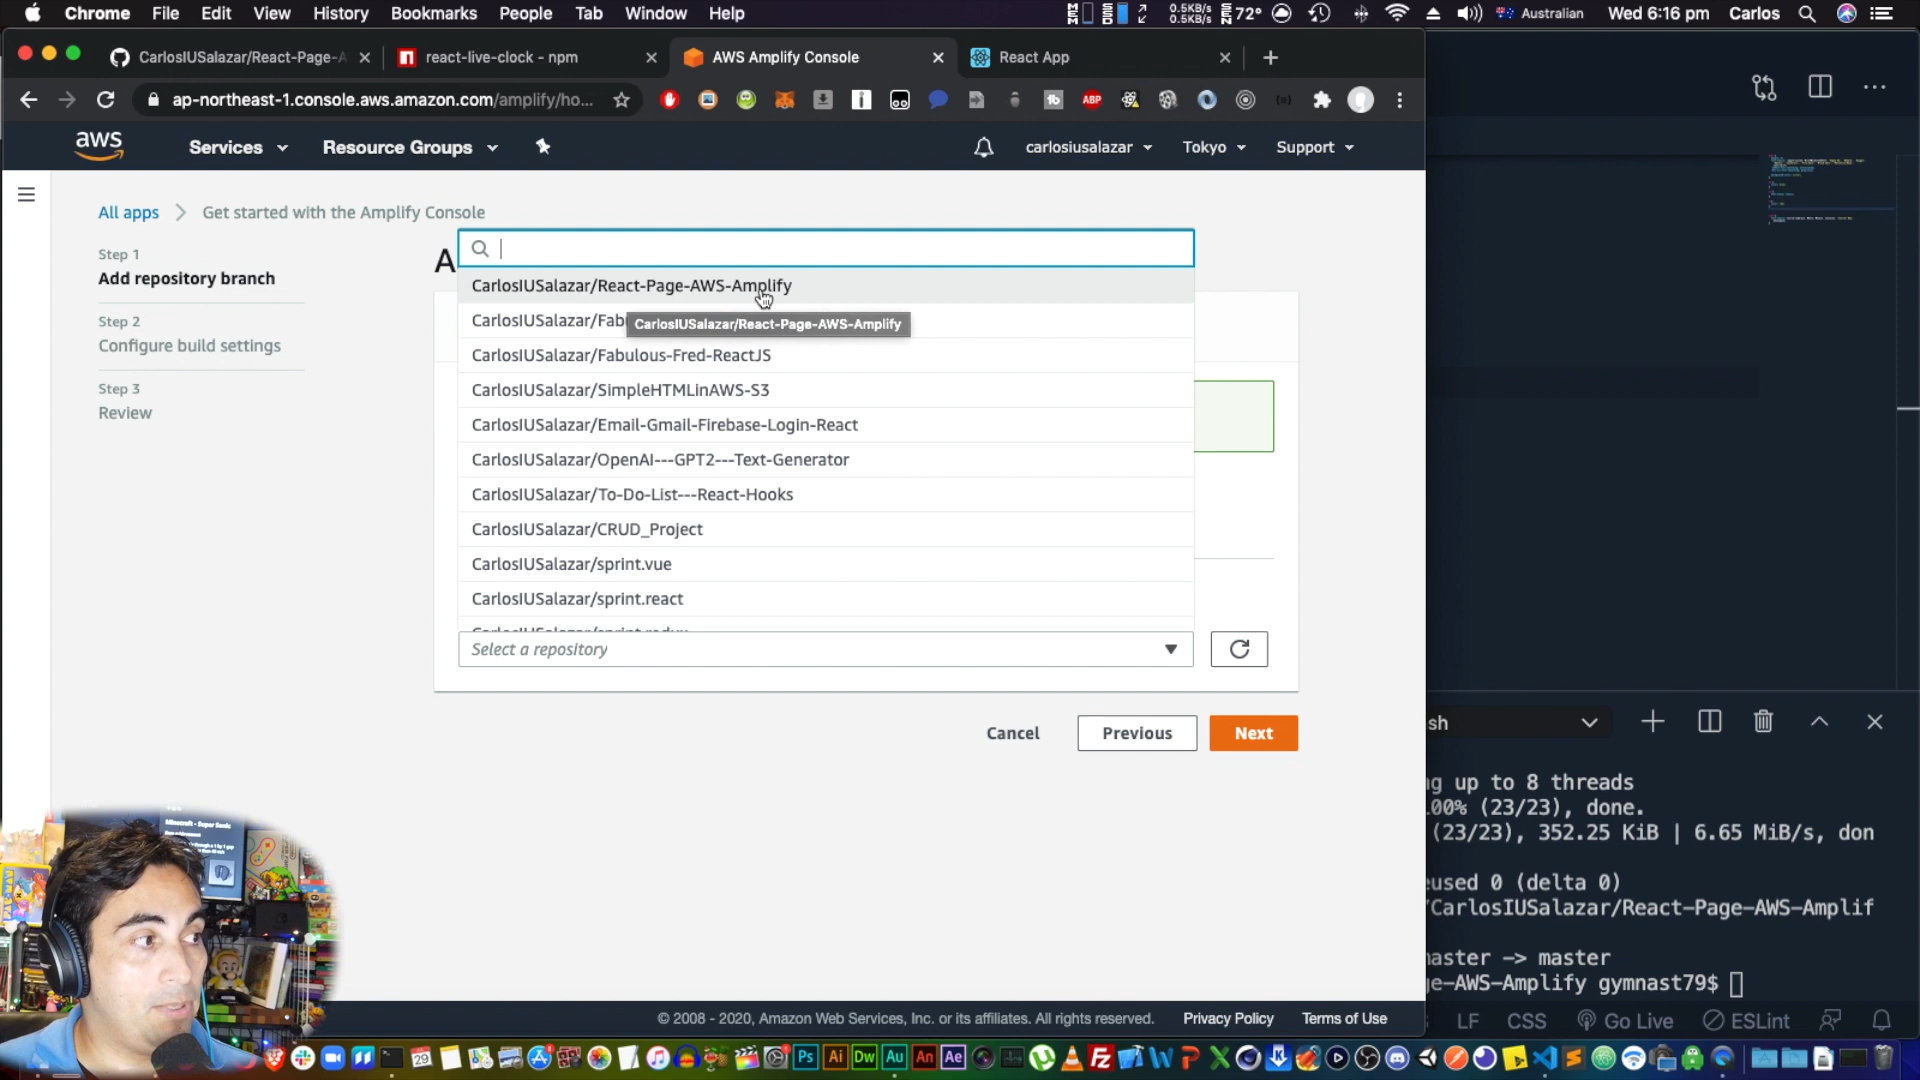 Chrome File Edit View History Bookmarks People Tab Window Help
0.5KB/s
0.5KB/s
72° Australian Wed 6:16 pm Carlos
CarlosIUSalazar/React-Page-A
react-live-clock - npm
AWS Amplify Console
React App
ap-northeast-1.console.aws.amazon.com/amplify/ho...
aws Services Resource Groups carlosiusalazar Tokyo Support
All apps Get started with the Amplify Console
Step 1
Add repository branch
Step 2
Configure build settings
Step 3
Review
A
CarlosIUSalazar/React-Page-AWS-Amplify
CarlosIUSalazar/Fab
CarlosIUSalazar/React-Page-AWS-Amplify
CarlosIUSalazar/Fabulous-Fred-ReactJS
CarlosIUSalazar/SimpleHTMLinAWS-S3
CarlosIUSalazar/Email-Gmail-Firebase-Login-React
CarlosIUSalazar/OpenAI---GPT2---Text-Generator
CarlosIUSalazar/To-Do-List---React-Hooks
CarlosIUSalazar/CRUD_Project
CarlosIUSalazar/sprint.vue
CarlosIUSalazar/sprint.react
Select a repository
Cancel Previous Next
© 2008 - 2020, Amazon Web Services, Inc. or its affiliates. All rights reserved. Privacy Policy Terms of Use
sh
g up to 8 threads
00% (23/23), done.
(23/23), 352.25 KiB | 6.65 MiB/s, don
used 0 (delta 0)
/CarlosIUSalazar/React-Page-AWS-Amplif
aster -> master
e-AWS-Amplify gymnast79$
LF CSS Go Live ESLint